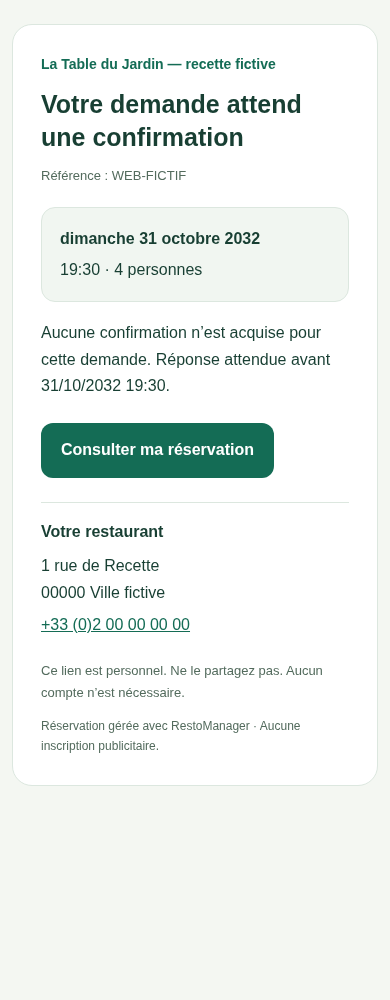 La Table du Jardin — recette fictive
Votre demande attend
une confirmation
Référence : WEB-FICTIF
dimanche 31 octobre 2032
19:30 · 4 personnes
Aucune confirmation n’est acquise pour
cette demande. Réponse attendue avant
31/10/2032 19:30.
Consulter ma réservation
Votre restaurant
1 rue de Recette
00000 Ville fictive
+33 (0)2 00 00 00 00
Ce lien est personnel. Ne le partagez pas. Aucun
compte n’est nécessaire.
Réservation gérée avec RestoManager · Aucune
inscription publicitaire.